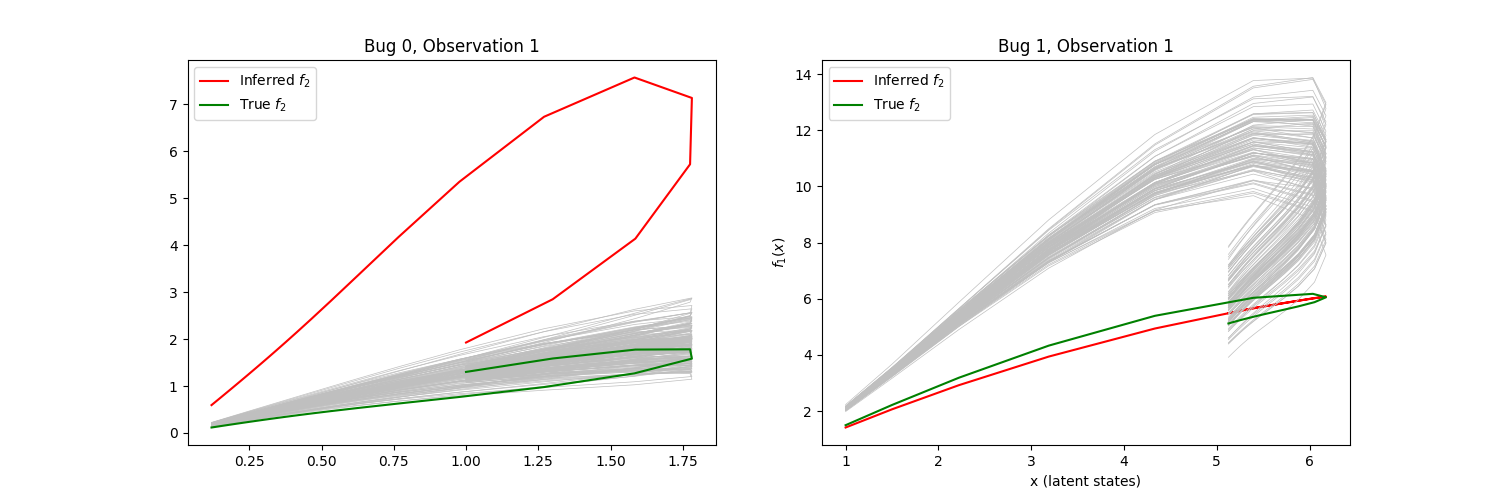 Bug 0, Observation 1
Inferred f₂
True f₂
7
6
5
4
3
2
1
0
0.25 0.50 0.75 1.00 1.25 1.50 1.75
Bug 1, Observation 1
Inferred f₂
True f₂
14
12
10
8
6
4
2
f₁(x)
1 2 3 4 5 6
x (latent states)